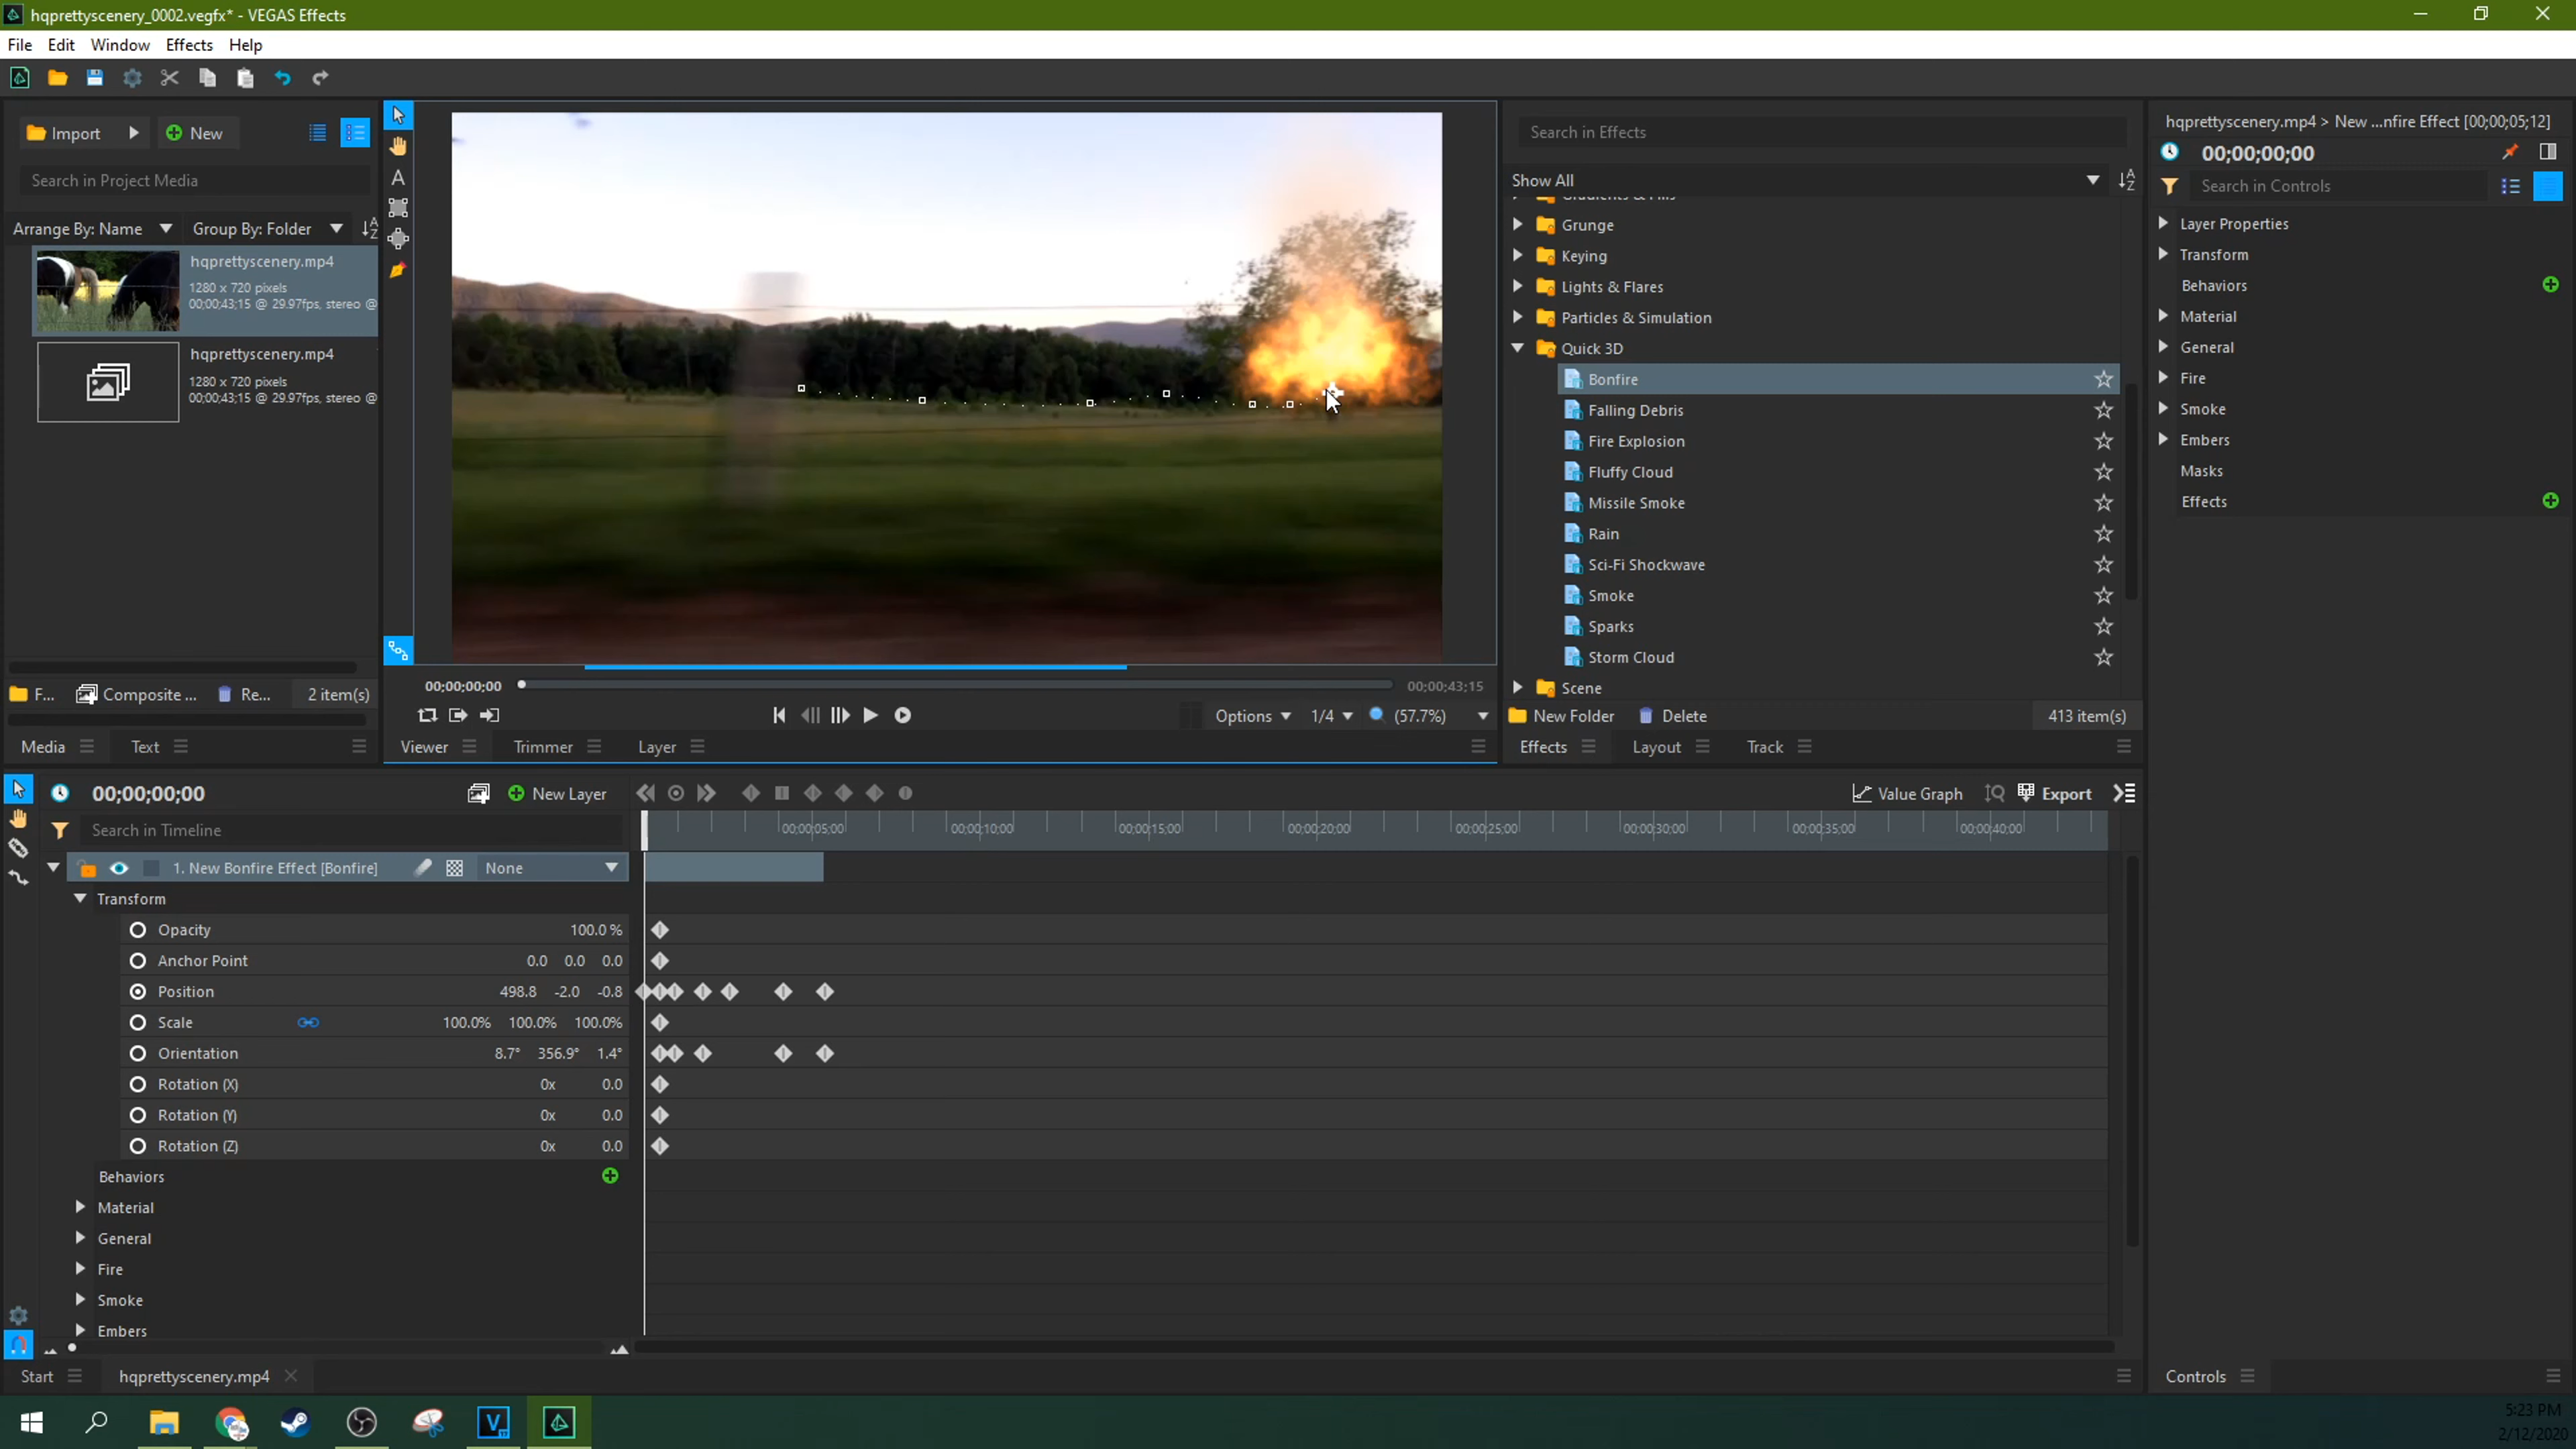 hqprettyscenery_0002.vegfx* - VEGAS Effects
File Edit Window Effects Help
Import New
Search in Project Media
Arrange By: Name Group By: Folder
hqprettyscenery.mp4
1280 x 720 pixels
00;00;43;15 @ 29.97fps, stereo @
hqprettyscenery.mp4
1280 x 720 pixels
00;00;43;15 @ 29.97fps, stereo @
F... Composite ... Re... 2 item(s)
Media Text
00;00;00;00 00;00;43;15
Options 1/4 (57.7%)
Viewer Trimmer Layer
Search in Effects
Show All
Grunge
Keying
Lights & Flares
Particles & Simulation
Quick 3D
Bonfire
Falling Debris
Fire Explosion
Fluffy Cloud
Missile Smoke
Rain
Sci-Fi Shockwave
Smoke
Sparks
Storm Cloud
Scene
New Folder Delete 413 item(s)
Effects Layout Track
hqprettyscenery.mp4 > New ...nfire Effect [00;00;05;12]
00;00;00;00
Search in Controls
Layer Properties
Transform
Behaviors
Material
General
Fire
Smoke
Embers
Masks
Effects
00;00;00;00 New Layer Value Graph Export
Search in Timeline 00;00;05;00 00;00;10;00 00;00;15;00 00;00;20;00 00;00;25;00 00;00;30;00 00;00;35;00 00;00;40;00
1. New Bonfire Effect [Bonfire] None
Transform
Opacity 100.0 %
Anchor Point 0.0 0.0 0.0
Position 498.8 -2.0 -0.8
Scale 100.0% 100.0% 100.0%
Orientation 8.7° 356.9° 1.4°
Rotation (X) 0x 0.0
Rotation (Y) 0x 0.0
Rotation (Z) 0x 0.0
Behaviors
Material
General
Fire
Smoke
Embers
Start hqprettyscenery.mp4
Controls
5:23 PM
2/12/2020